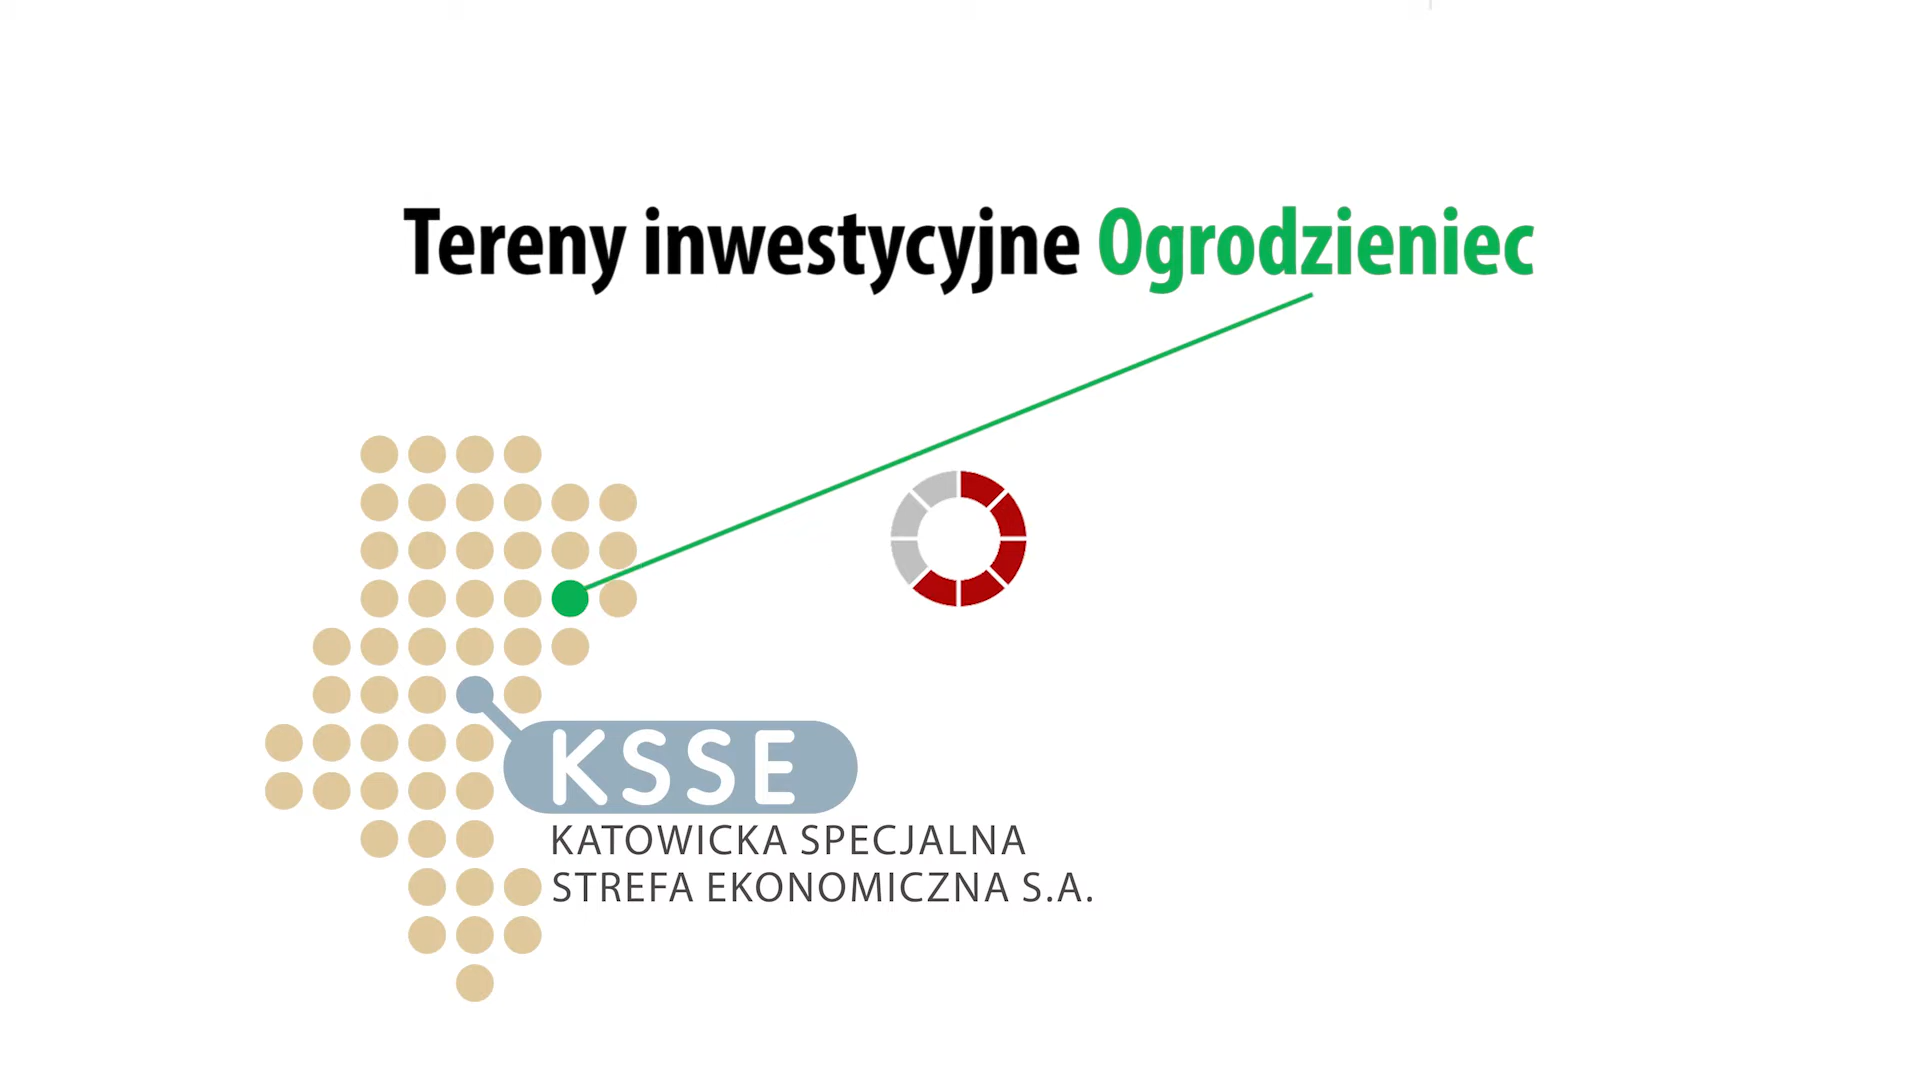 Tereny inwestycyjne Ogrodzieniec
KSSE
KATOWICKA SPECJALNA
STREFA EKONOMICZNA S.A.